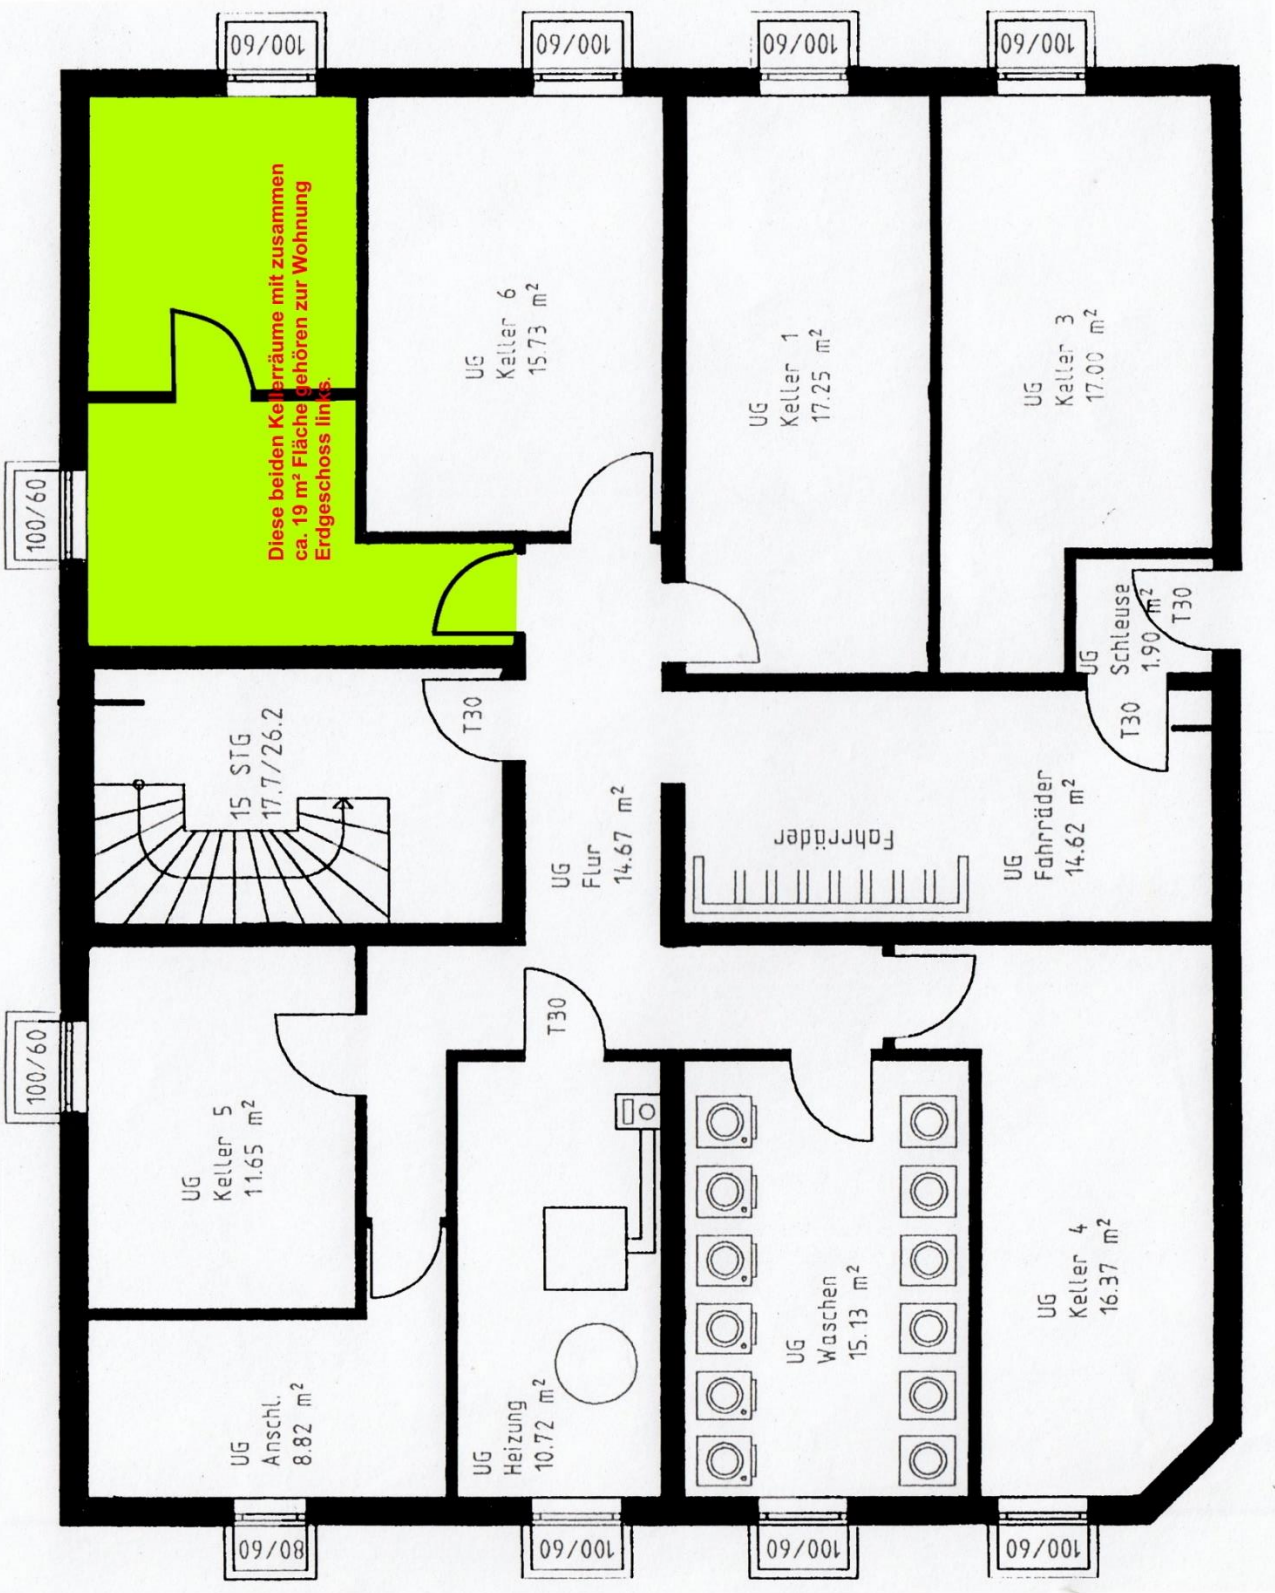 100/60
100/60
100/60
100/60
Diese beiden Kellerräume mit zusammen
ca. 19 m² Fläche gehören zur Wohnung
Erdgeschoss links.
UG
Keller 6
15.73 m²
UG
Keller 1
17.25 m²
UG
Keller 3
17.00 m²
100/60
UG
Schleuse
1.90 m²
T30
T30
T30
15 STG
17.7/26.2
UG
Flur
14.67 m²
Fahrräder
UG
Fahrräder
14.62 m²
100/60
T30
UG
Keller 5
11.65 m²
UG
Anschl.
8.82 m²
UG
Heizung
10.72 m²
UG
Waschen
15.13 m²
UG
Keller 4
16.37 m²
80/60
100/60
100/60
100/60